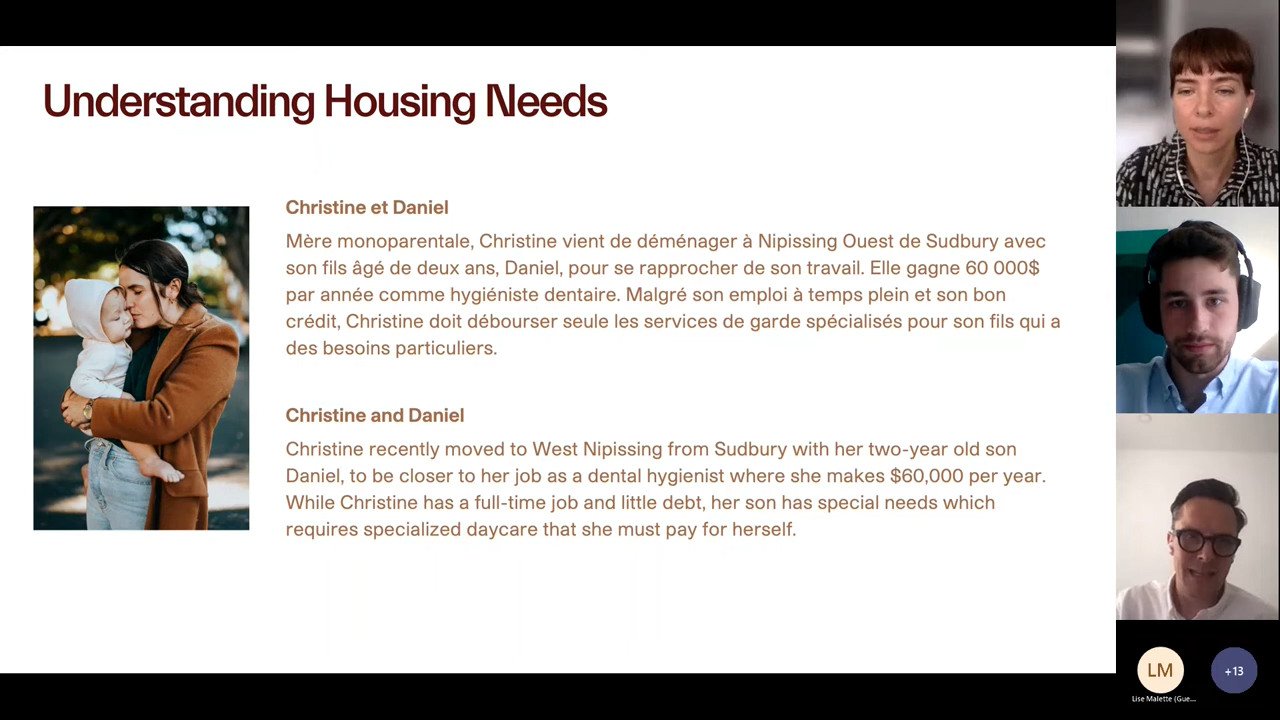 Understanding Housing Needs
Christine et Daniel
Mère monoparentale, Christine vient de déménager à Nipissing Ouest de Sudbury avec
son fils âgé de deux ans, Daniel, pour se rapprocher de son travail. Elle gagne 60 000$
par année comme hygiéniste dentaire. Malgré son emploi à temps plein et son bon
crédit, Christine doit débourser seule les services de garde spécialisés pour son fils qui a
des besoins particuliers.
Christine and Daniel
Christine recently moved to West Nipissing from Sudbury with her two-year old son
Daniel, to be closer to her job as a dental hygienist where she makes $60,000 per year.
While Christine has a full-time job and little debt, her son has special needs which
requires specialized daycare that she must pay for herself.
LM
+13
Lise Malette (Gue...